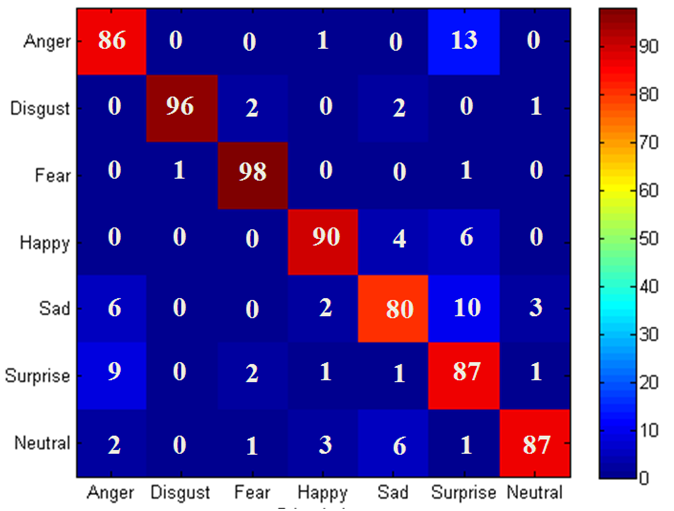 Anger 86 0 0 1 0 13 0
Disgust 0 96 2 0 2 0 1
Fear 0 1 98 0 0 1 0
Happy 0 0 0 90 4 6 0
Sad 6 0 0 2 80 10 3
Surprise 9 0 2 1 1 87 1
Neutral 2 0 1 3 6 1 87
Anger Disgust Fear Happy Sad Surprise Neutral
90
80
70
60
50
40
30
20
10
0